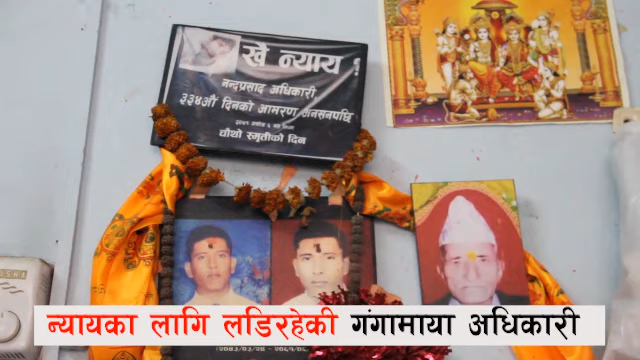 खै न्याय ?
नन्दप्रसाद अधिकारी
३३४औं दिनको आमरण अनसनपछि
चौथो स्मृतीको दिन
न्यायका लागि लडिरहेकी गंगामाया अधिकारी